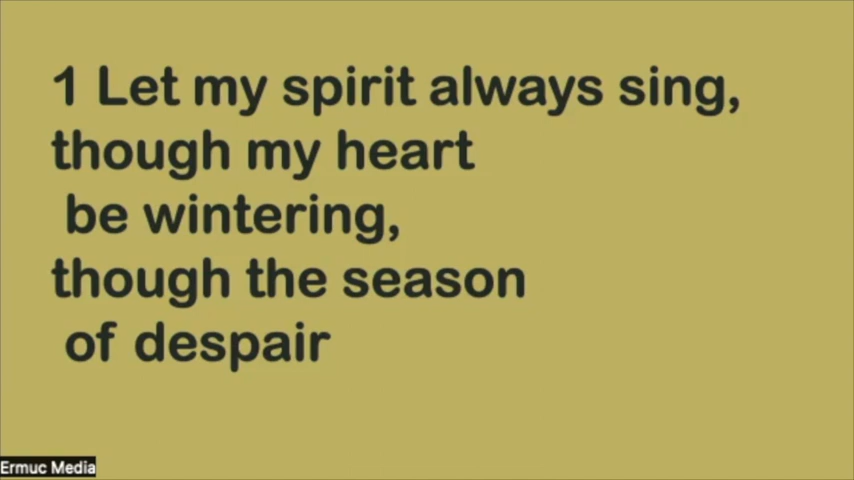 1 Let my spirit always sing,
though my heart
be wintering,
though the season
of despair
Ermuc Media